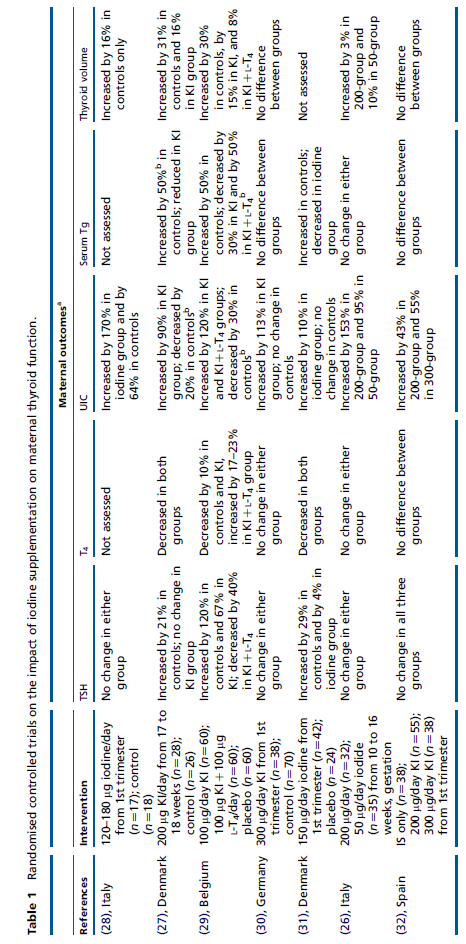 Table 1 Randomised controlled trials on the impact of iodine supplementation on maternal thyroid function.
Maternal outcomesᵃ
References
Intervention
TSH
T₄
UIC
Serum Tg
Thyroid volume
(28), Italy
120–180 μg iodine/day
from 1st trimester
(n=17); control
(n=18)
No change in either
group
Not assessed
Increased by 170% in
iodine group and by
64% in controls
Not assessed
Increased by 16% in
controls only
(27), Denmark
200 μg KI/day from 17 to
18 weeks (n=28);
control (n=26)
Increased by 21% in
controls; no change in
KI group
Decreased in both
groups
Increased by 90% in KI
group; decreased by
20% in controlsᵇ
Increased by 50%ᵇ in
controls; reduced in KI
group
Increased by 31% in
controls and 16%
in KI group
(29), Belgium
100 μg/day KI (n=60);
100 μg KI+100 μg
L-T₄/day (n=60);
placebo (n=60)
Increased by 120% in
controls and 67% in
KI; decreased by 40%
in KI+L-T₄
Decreased by 10% in
controls and KI,
increased by 17–23%
in KI+L-T₄ group
Increased by 120% in KI
and KI+L-T₄ groups;
decreased by 30% in
controlsᵇ
Increased by 50% in
controls; decreased by
30% in KI and by 50%
in KI+L-T₄ᵇ
Increased by 30%
in controls, by
15% in KI, and 8%
in KI+L-T₄
(30), Germany
300 μg/day KI from 1st
trimester (n=38);
control (n=70)
No change in either
group
No change in either
group
Increased by 113% in KI
group; no change in
controls
No difference between
groups
No difference
between groups
(31), Denmark
150 μg/day iodine from
1st trimester (n=42);
placebo (n=24)
Increased by 29% in
controls and by 4% in
iodine group
Decreased in both
groups
Increased by 110% in
iodine group; no
change in controls
Increased in controls;
decreased in iodine
group
Not assessed
(26), Italy
200 μg/day (n=32);
50 μg/day iodide
(n=35) from 10 to 16
weeks, gestation
No change in either
group
No change in either
group
Increased by 153% in
200-group and 95% in
50-group
No change in either
group
Increased by 3% in
200-group and
10% in 50-group
(32), Spain
IS only (n=38);
200 μg/day KI (n=55);
300 μg/day KI (n=38)
from 1st trimester
No change in all three
groups
No difference between
groups
Increased by 43% in
200-group and 55%
in 300-group
No difference between
groups
No difference
between groups